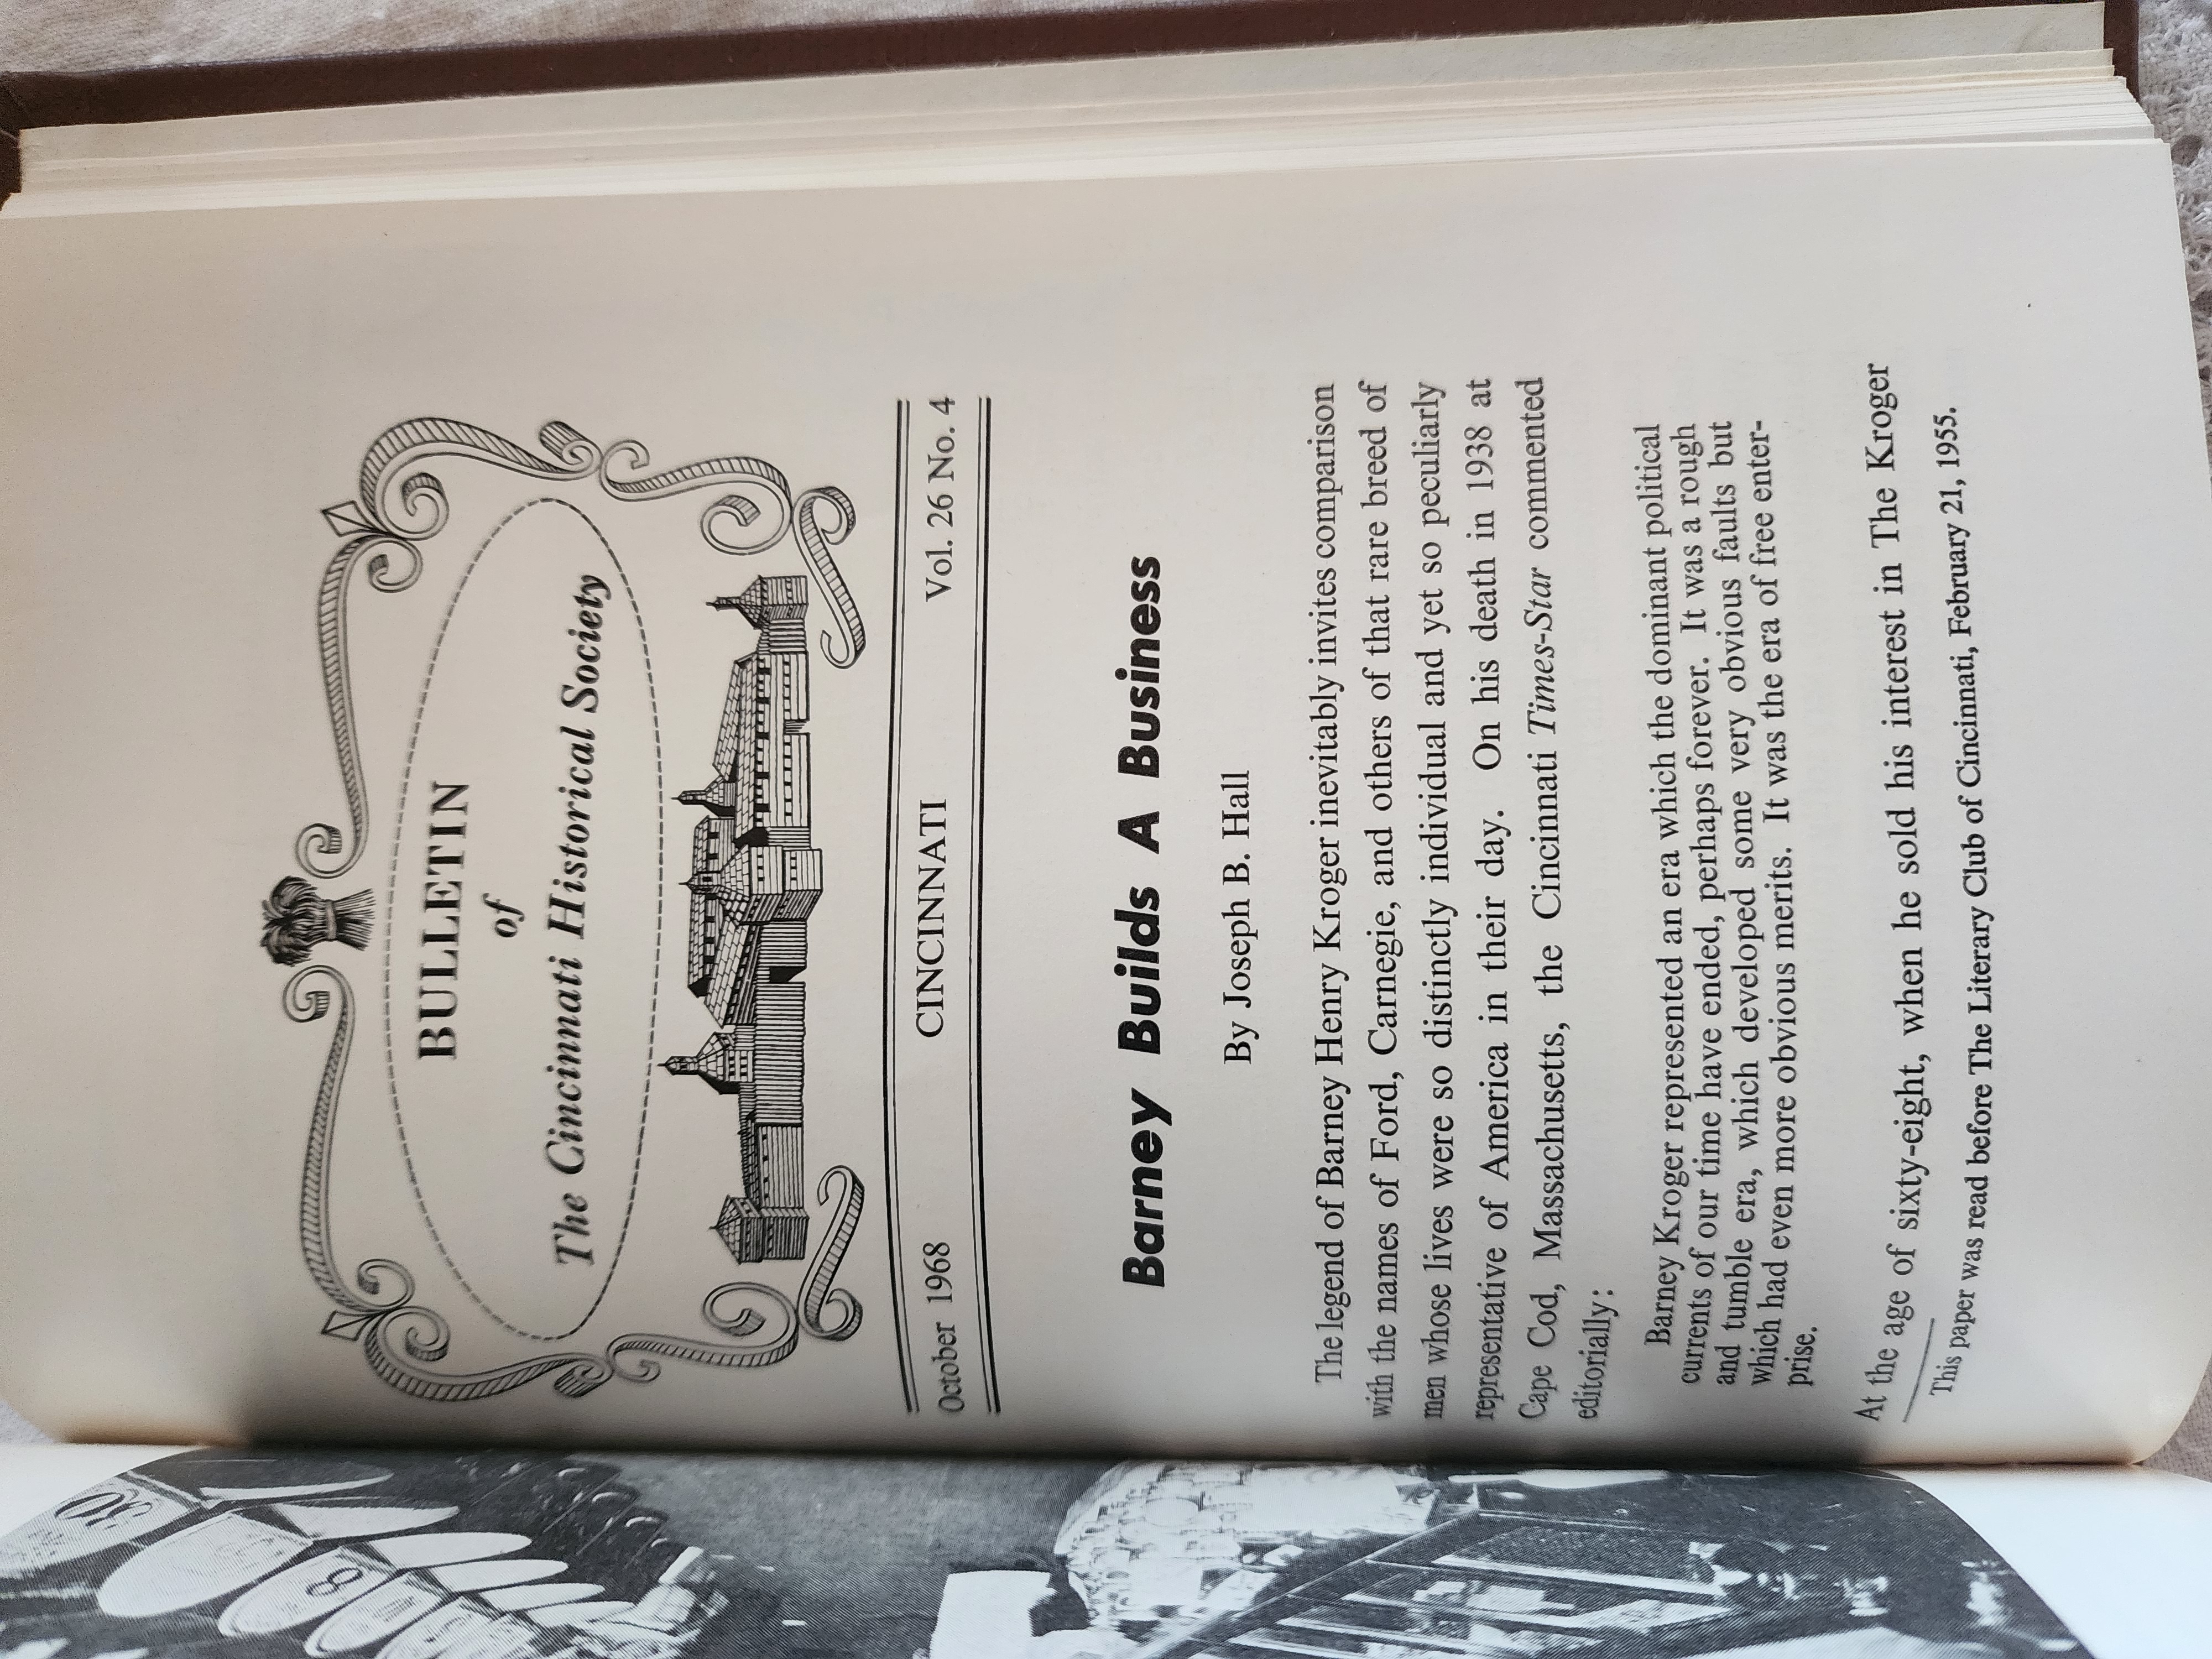 BULLETIN
of
The Cincinnati Historical Society
October 1968 CINCINNATI Vol. 26 No. 4
Barney Builds A Business
By Joseph B. Hall
The legend of Barney Henry Kroger inevitably invites comparison
with the names of Ford, Carnegie, and others of that rare breed of
men whose lives were so distinctly individual and yet so peculiarly
representative of America in their day. On his death in 1938 at
Cape Cod, Massachusetts, the Cincinnati Times-Star commented
editorially:
Barney Kroger represented an era which the dominant political
currents of our time have ended, perhaps forever. It was a rough
and tumble era, which developed some very obvious faults but
which had even more obvious merits. It was the era of free enter-
prise.
At the age of sixty-eight, when he sold his interest in The Kroger
This paper was read before The Literary Club of Cincinnati, February 21, 1955.
30
8